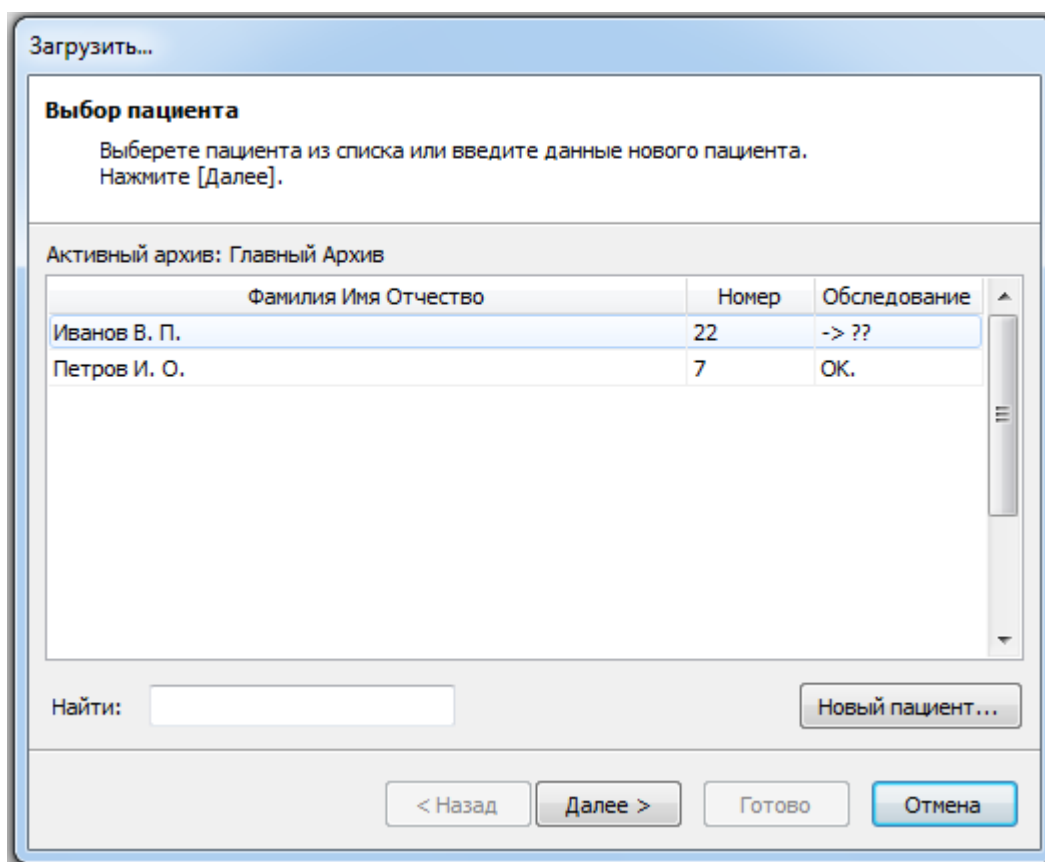 Загрузить...
Выбор пациента
Выберете пациента из списка или введите данные нового пациента.
Нажмите [Далее].
Активный архив: Главный Архив
Фамилия Имя Отчество Номер Обследование
Иванов В. П. 22 -> ??
Петров И. О. 7 ОК.
Найти: Новый пациент...
< Назад Далее > Готово Отмена